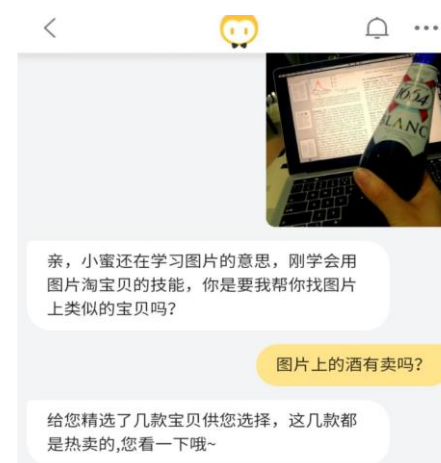 1664
BLANC
亲，小蜜还在学习图片的意思，刚学会用
图片淘宝贝的技能，你是要我帮你找图片
上类似的宝贝吗？
图片上的酒有卖吗？
给您精选了几款宝贝供您选择，这几款都
是热卖的,您看一下哦~